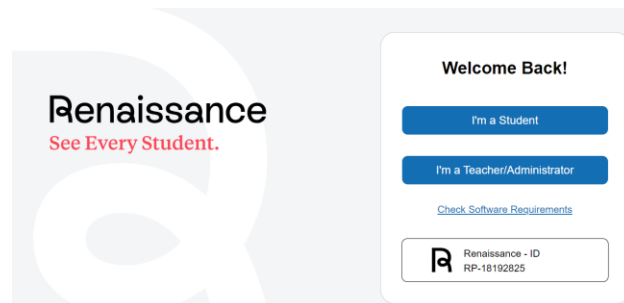 Renaissance
See Every Student.
Welcome Back!
I'm a Student
I'm a Teacher/Administrator
Check Software Requirements
Renaissance - ID
RP-18192825